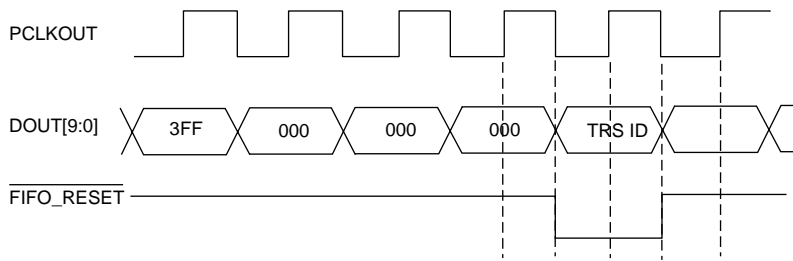 PCLKOUT
DOUT[9:0] 3FF 000 000 000 TRS ID
FIFO_RESET